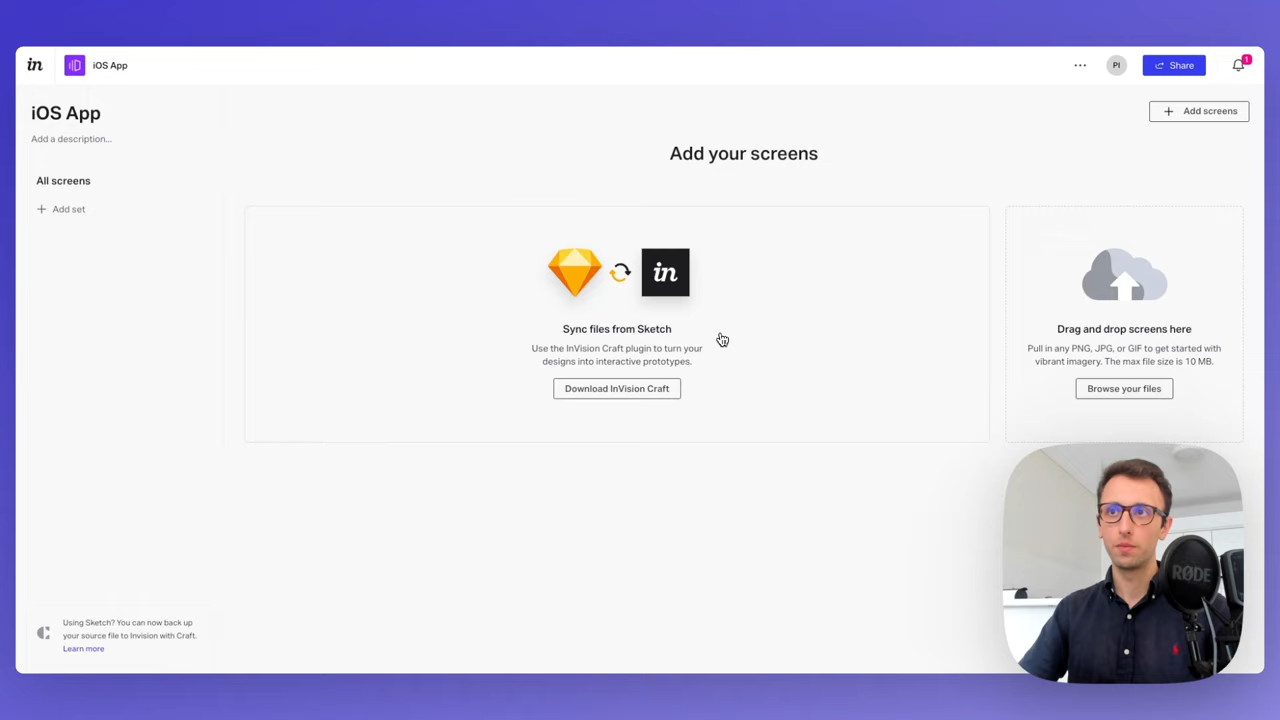 in
iOS App
PI
Share
1
iOS App
Add a description...
Add screens
Add your screens
All screens
Add set
in
Sync files from Sketch
Use the InVision Craft plugin to turn your
designs into interactive prototypes.
Download InVision Craft
Drag and drop screens here
Pull in any PNG, JPG, or GIF to get started with
vibrant imagery. The max file size is 10 MB.
Browse your files
RØDE
Using Sketch? You can now back up
your source file to Invision with Craft.
Learn more